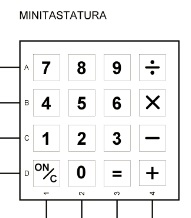 MINITASTATURA
A 7 8 9 ÷
B 4 5 6 ×
C 1 2 3 −
D ON/C 0 = +
1 2 3 4